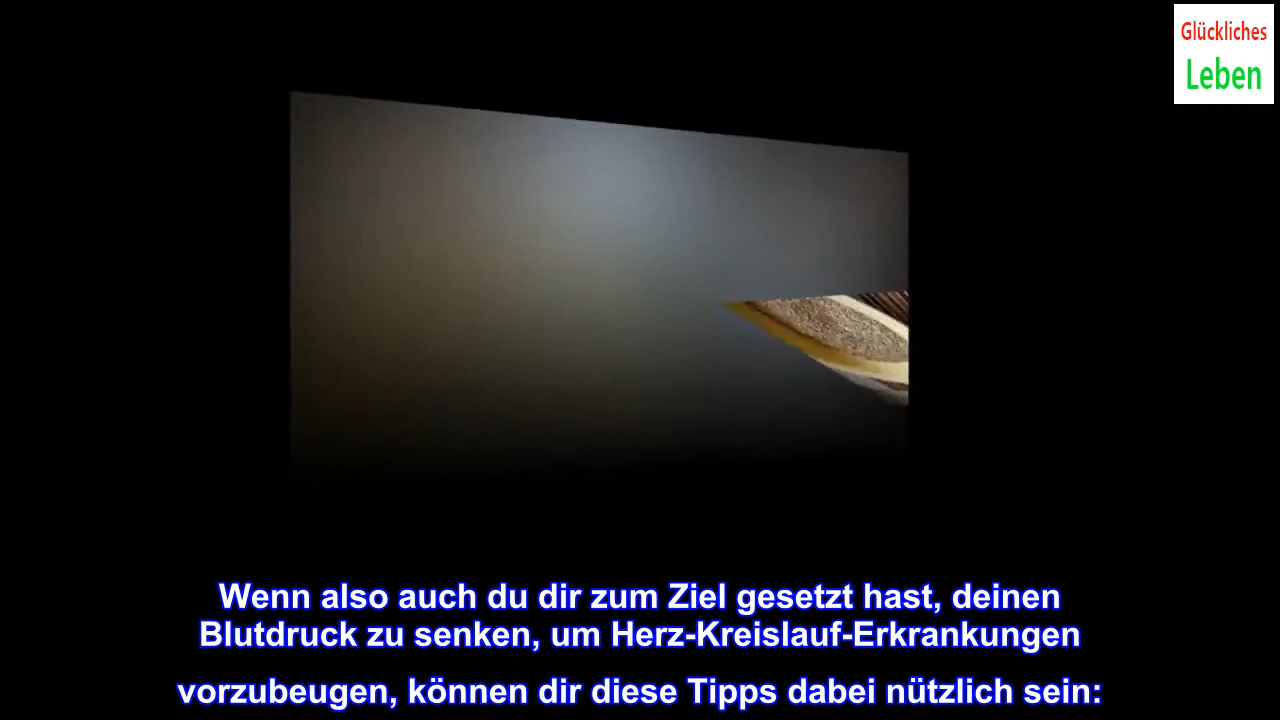 Glückliches
Leben
Wenn also auch du dir zum Ziel gesetzt hast, deinen
Blutdruck zu senken, um Herz-Kreislauf-Erkrankungen
vorzubeugen, können dir diese Tipps dabei nützlich sein: